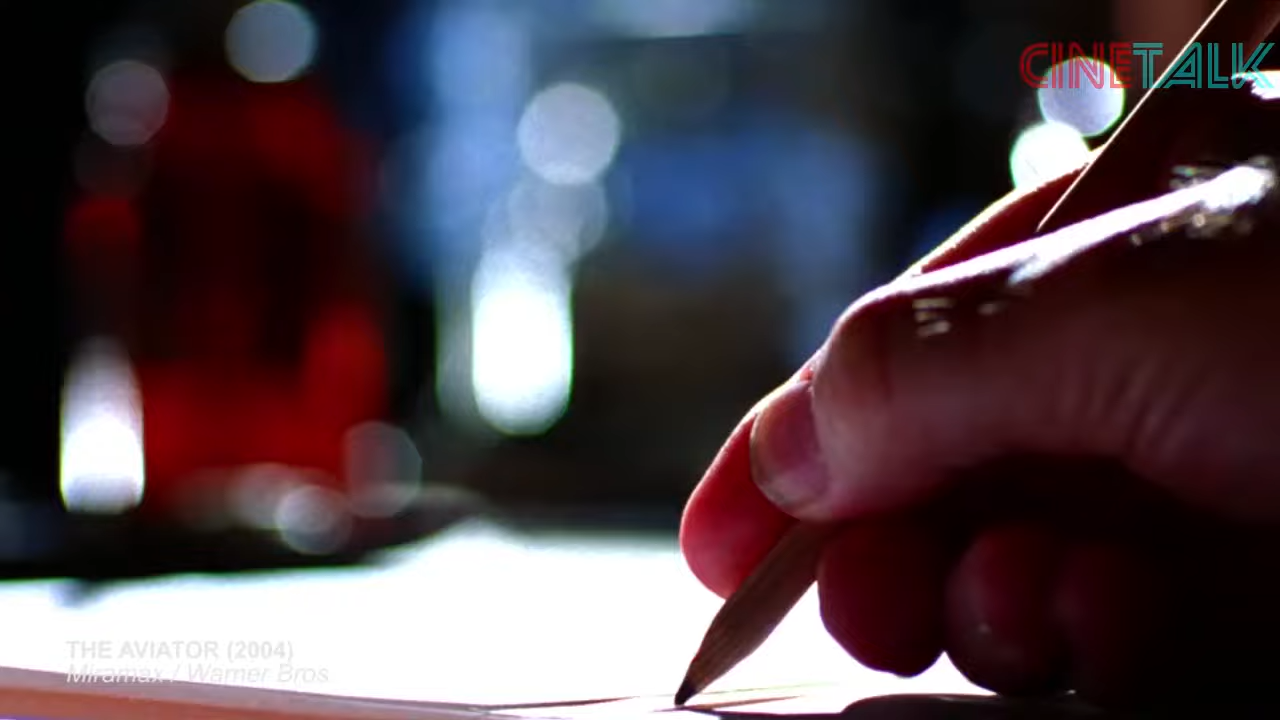 CINETALK
THE AVIATOR (2004)
Miramax / Warner Bros